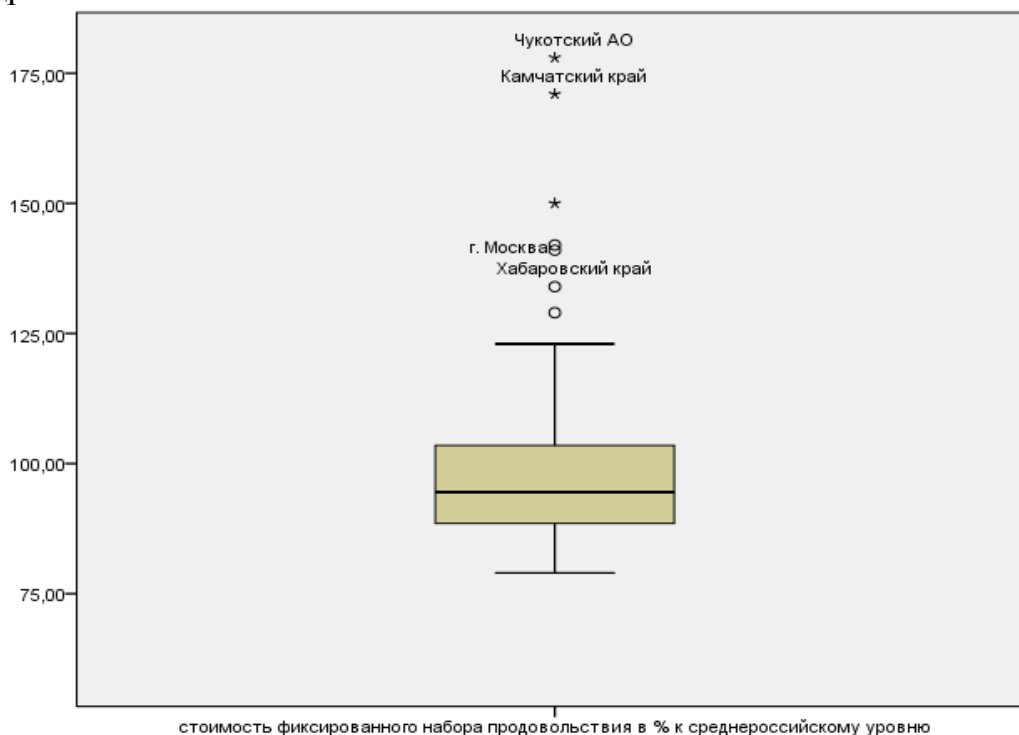 Чукотский АО
175,00
Камчатский край
150,00
г. Москва
Хабаровский край
125,00
100,00
75,00
стоимость фиксированного набора продовольствия в % к среднероссийскому уровню